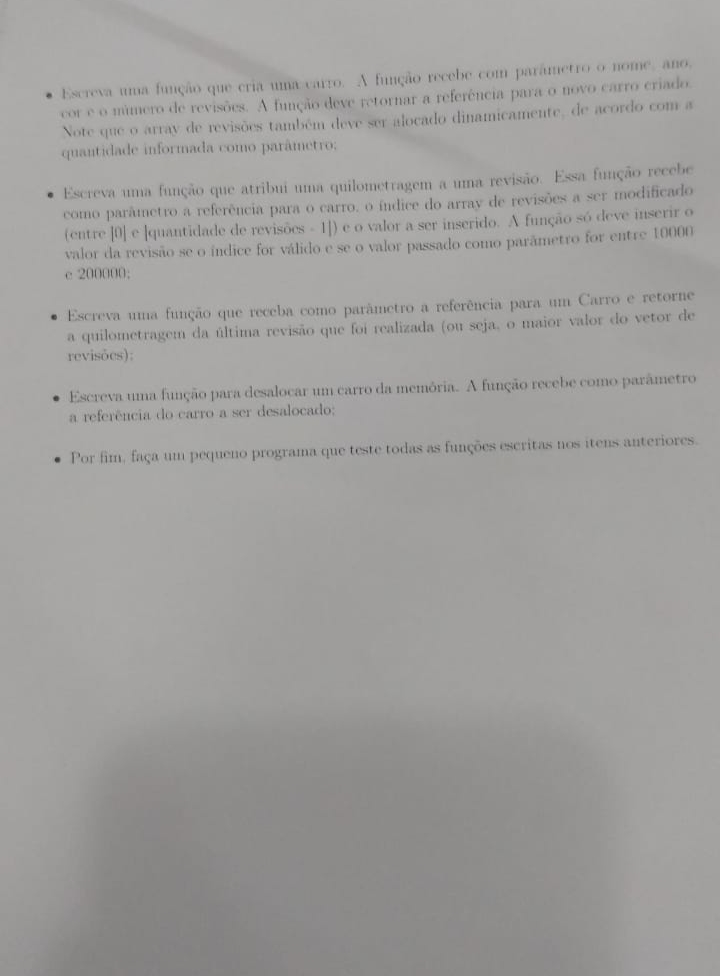 • Escreva uma função que cria uma carro. A função recebe com parâmetro o nome, ano,
cor e o número de revisões. A função deve retornar a referência para o novo carro criado.
Note que o array de revisões também deve ser alocado dinamicamente, de acordo com a
quantidade informada como parâmetro;
• Escreva uma função que atribui uma quilometragem a uma revisão. Essa função recebe
como parâmetro a referência para o carro, o índice do array de revisões a ser modificado
(entre [0] e [quantidade de revisões - 1]) e o valor a ser inserido. A função só deve inserir o
valor da revisão se o índice for válido e se o valor passado como parâmetro for entre 10000
e 200000;
• Escreva uma função que receba como parâmetro a referência para um Carro e retorne
a quilometragem da última revisão que foi realizada (ou seja, o maior valor do vetor de
revisões);
• Escreva uma função para desalocar um carro da memória. A função recebe como parâmetro
a referência do carro a ser desalocado;
• Por fim, faça um pequeno programa que teste todas as funções escritas nos itens anteriores.